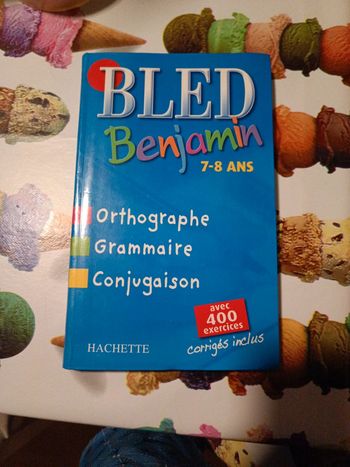 BLED
Benjamin
7-8 ANS
Orthographe
Grammaire
Conjugaison
avec
400
exercices
corrigés inclus
HACHETTE